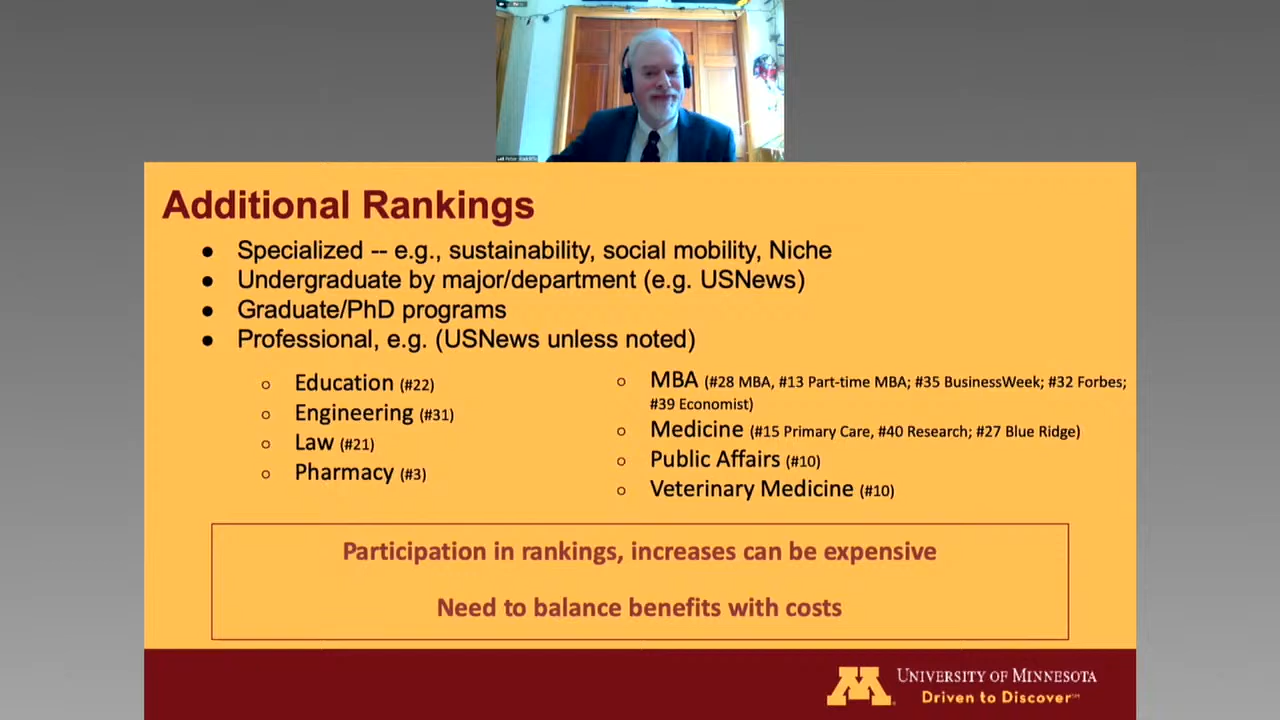 Additional Rankings
● Specialized -- e.g., sustainability, social mobility, Niche
● Undergraduate by major/department (e.g. USNews)
● Graduate/PhD programs
● Professional, e.g. (USNews unless noted)
○ Education (#22)
○ Engineering (#31)
○ Law (#21)
○ Pharmacy (#3)
○ MBA (#28 MBA, #13 Part-time MBA; #35 BusinessWeek; #32 Forbes;
#39 Economist)
○ Medicine (#15 Primary Care, #40 Research; #27 Blue Ridge)
○ Public Affairs (#10)
○ Veterinary Medicine (#10)
Participation in rankings, increases can be expensive
Need to balance benefits with costs
M
UNIVERSITY OF MINNESOTA
Driven to Discover℠